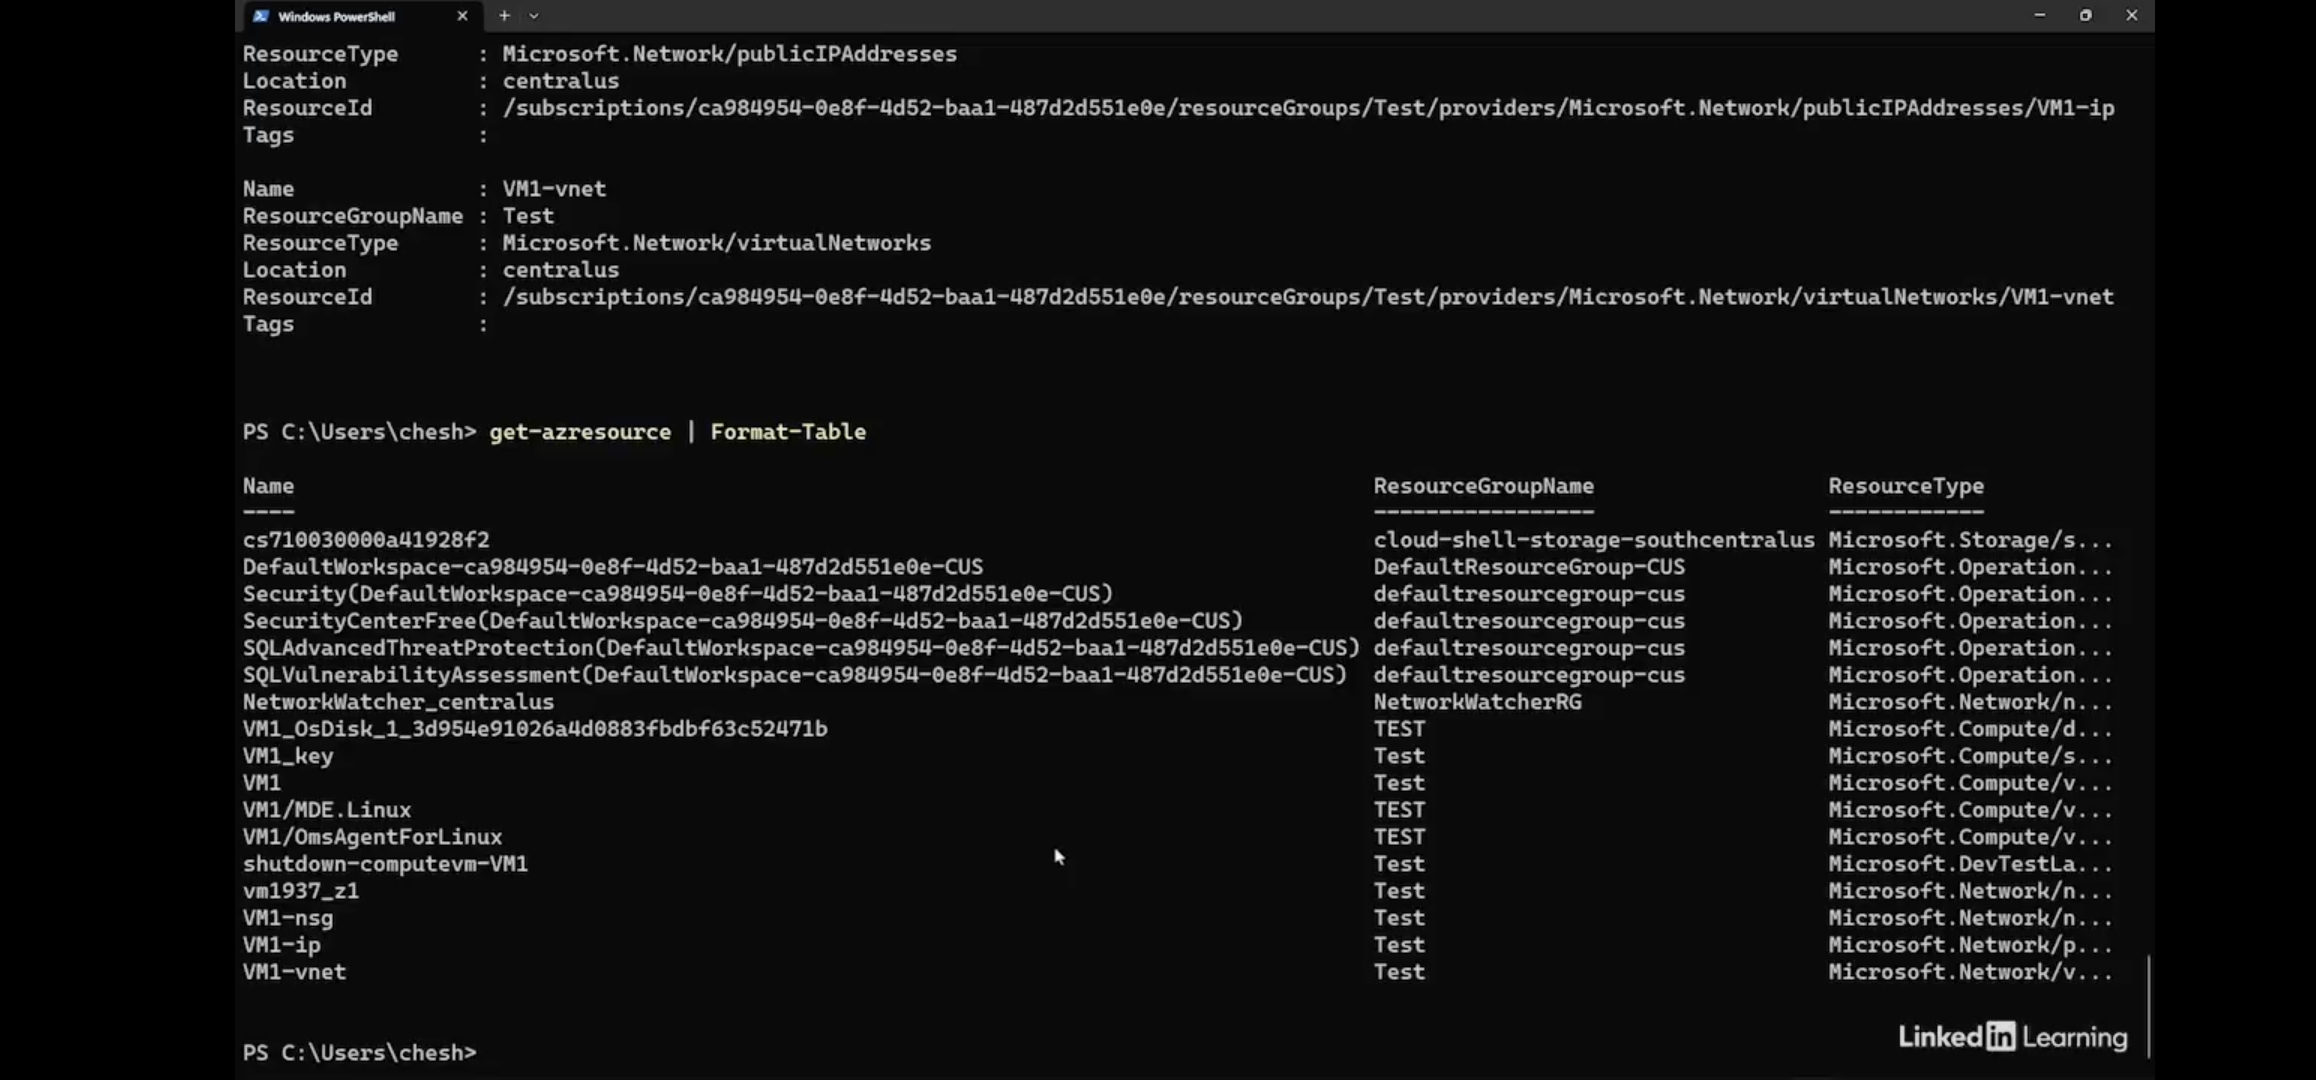 Windows PowerShell
ResourceType : Microsoft.Network/publicIPAddresses
Location : centralus
ResourceId : /subscriptions/ca984954-0e8f-4d52-baa1-487d2d551e0e/resourceGroups/Test/providers/Microsoft.Network/publicIPAddresses/VM1-ip
Tags :
Name : VM1-vnet
ResourceGroupName : Test
ResourceType : Microsoft.Network/virtualNetworks
Location : centralus
ResourceId : /subscriptions/ca984954-0e8f-4d52-baa1-487d2d551e0e/resourceGroups/Test/providers/Microsoft.Network/virtualNetworks/VM1-vnet
Tags :
PS C:\Users\chesh> get-azresource | Format-Table
Name ResourceGroupName ResourceType
---- ----------------- ------------
cs710030000a41928f2 cloud-shell-storage-southcentralus Microsoft.Storage/s...
DefaultWorkspace-ca984954-0e8f-4d52-baa1-487d2d551e0e-CUS DefaultResourceGroup-CUS Microsoft.Operation...
Security(DefaultWorkspace-ca984954-0e8f-4d52-baa1-487d2d551e0e-CUS) defaultresourcegroup-cus Microsoft.Operation...
SecurityCenterFree(DefaultWorkspace-ca984954-0e8f-4d52-baa1-487d2d551e0e-CUS) defaultresourcegroup-cus Microsoft.Operation...
SQLAdvancedThreatProtection(DefaultWorkspace-ca984954-0e8f-4d52-baa1-487d2d551e0e-CUS) defaultresourcegroup-cus Microsoft.Operation...
SQLVulnerabilityAssessment(DefaultWorkspace-ca984954-0e8f-4d52-baa1-487d2d551e0e-CUS) defaultresourcegroup-cus Microsoft.Operation...
NetworkWatcher_centralus NetworkWatcherRG Microsoft.Network/n...
VM1_OsDisk_1_3d954e91026a4d0883fbdbf63c52471b TEST Microsoft.Compute/d...
VM1_key Test Microsoft.Compute/s...
VM1 Test Microsoft.Compute/v...
VM1/MDE.Linux TEST Microsoft.Compute/v...
VM1/OmsAgentForLinux TEST Microsoft.Compute/v...
shutdown-computevm-VM1 Test Microsoft.DevTestLa...
vm1937_z1 Test Microsoft.Network/n...
VM1-nsg Test Microsoft.Network/n...
VM1-ip Test Microsoft.Network/p...
VM1-vnet Test Microsoft.Network/v...
LinkedIn Learning
PS C:\Users\chesh>